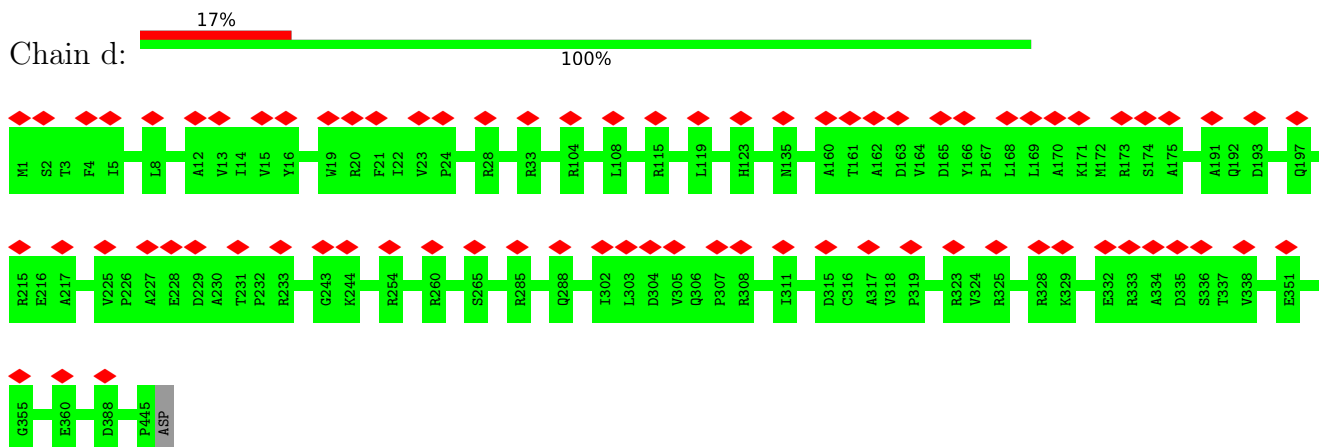 17%
Chain d:
100%
M1 S2 T3 F4 I5 L8 A12 V13 I14 V15 Y16 W19 R20 F21 I22 V23 P24 R28 R33 R104 L108 R115 L119 H123 N135 A160 T161 A162 D163 V164 D165 Y166 P167 L168 L169 A170 K171 M172 R173 S174 A175 A191 Q192 D193 Q197
R215 E216 A217 V225 P226 A227 E228 D229 A230 T231 P232 R233 G243 K244 R254 R260 S265 R285 Q288 I302 L303 D304 V305 Q306 P307 R308 I311 D315 C316 A317 V318 P319 R323 V324 R325 R328 K329 E332 R333 A334 D335 S336 T337 V338 E351
G355 E360 D388 P445 ASP